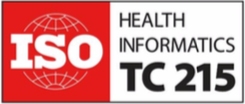 ISO
HEALTH
INFORMATICS
TC 215